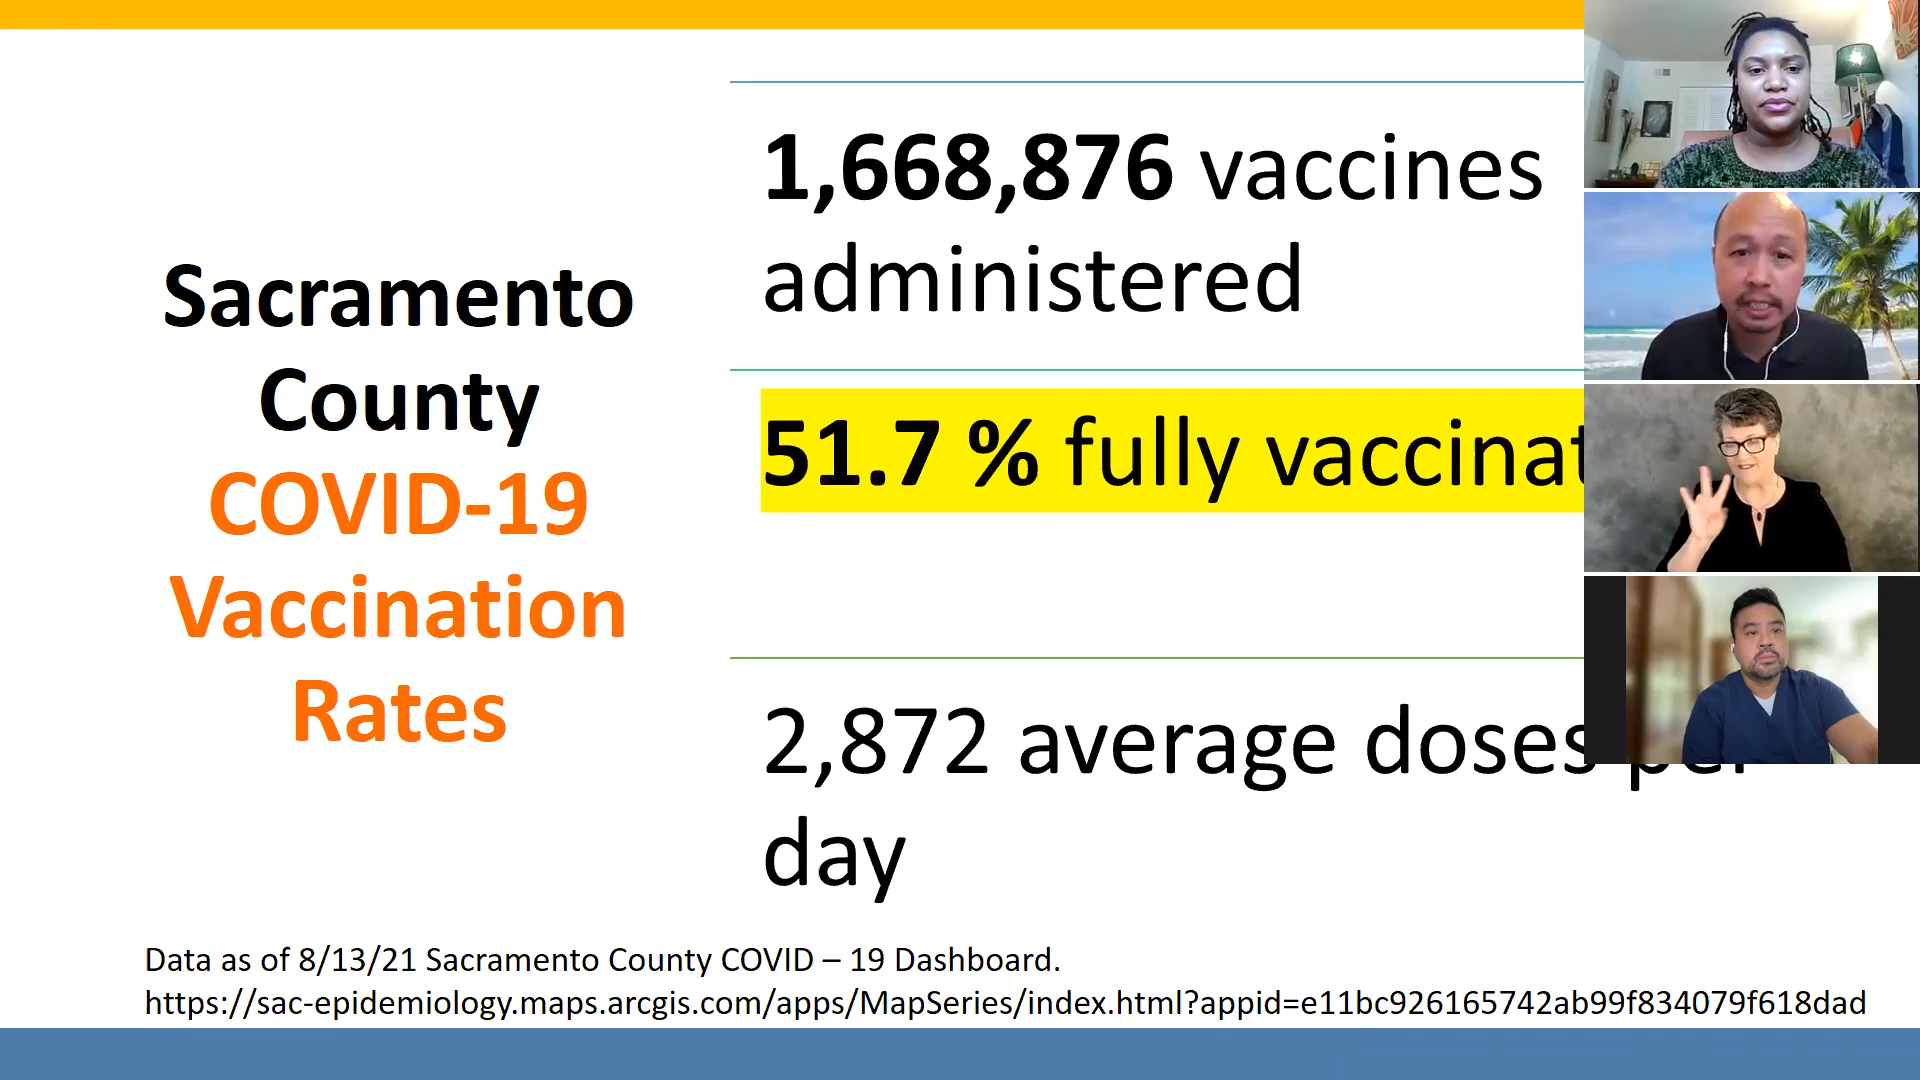 Sacramento
County
COVID-19
Vaccination
Rates
1,668,876 vaccines
administered
51.7 % fully
2,872 average doses per
day
Data as of 8/13/21 Sacramento County COVID – 19 Dashboard.
https://sac-epidemiology.maps.arcgis.com/apps/MapSeries/index.html?appid=e11bc926165742ab99f834079f618dad